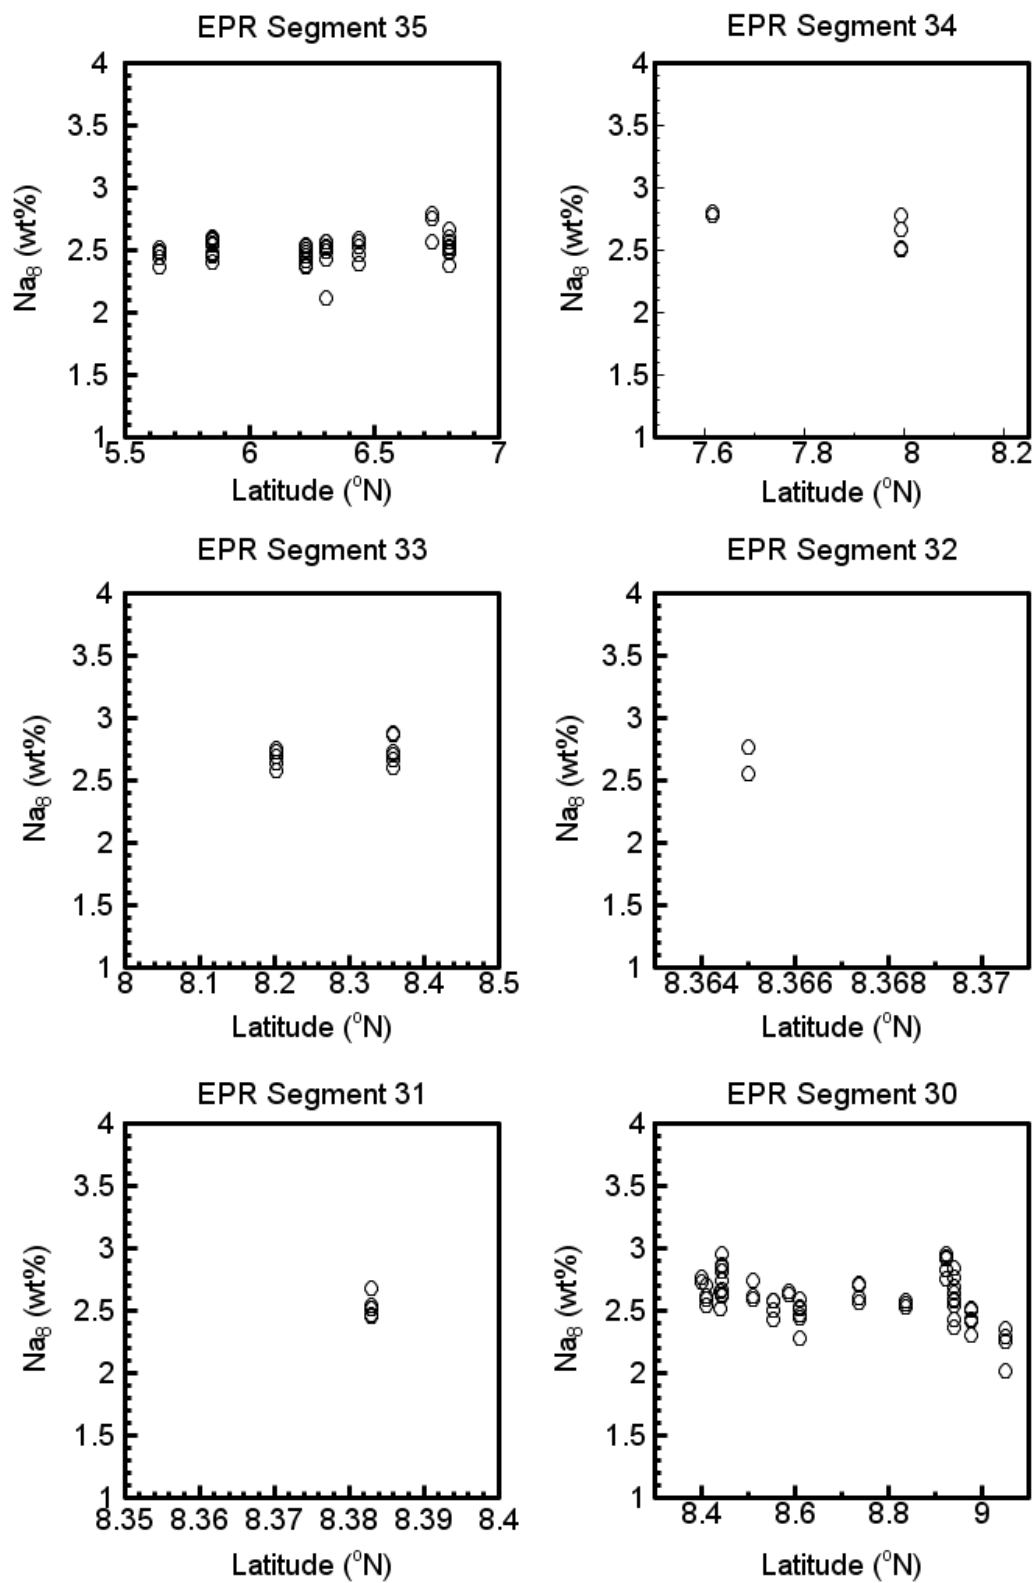 EPR Segment 35
4
3.5
3
2.5
2
1.5
1
Na8 (wt%)
5.5 6 6.5 7
Latitude (°N)
EPR Segment 34
4
3.5
3
2.5
2
1.5
1
Na8 (wt%)
7.6 7.8 8 8.2
Latitude (°N)
EPR Segment 33
4
3.5
3
2.5
2
1.5
1
Na8 (wt%)
8 8.1 8.2 8.3 8.4 8.5
Latitude (°N)
EPR Segment 32
4
3.5
3
2.5
2
1.5
1
Na8 (wt%)
8.364 8.366 8.368 8.37
Latitude (°N)
EPR Segment 31
4
3.5
3
2.5
2
1.5
1
Na8 (wt%)
8.35 8.36 8.37 8.38 8.39 8.4
Latitude (°N)
EPR Segment 30
4
3.5
3
2.5
2
1.5
1
Na8 (wt%)
8.4 8.6 8.8 9
Latitude (°N)